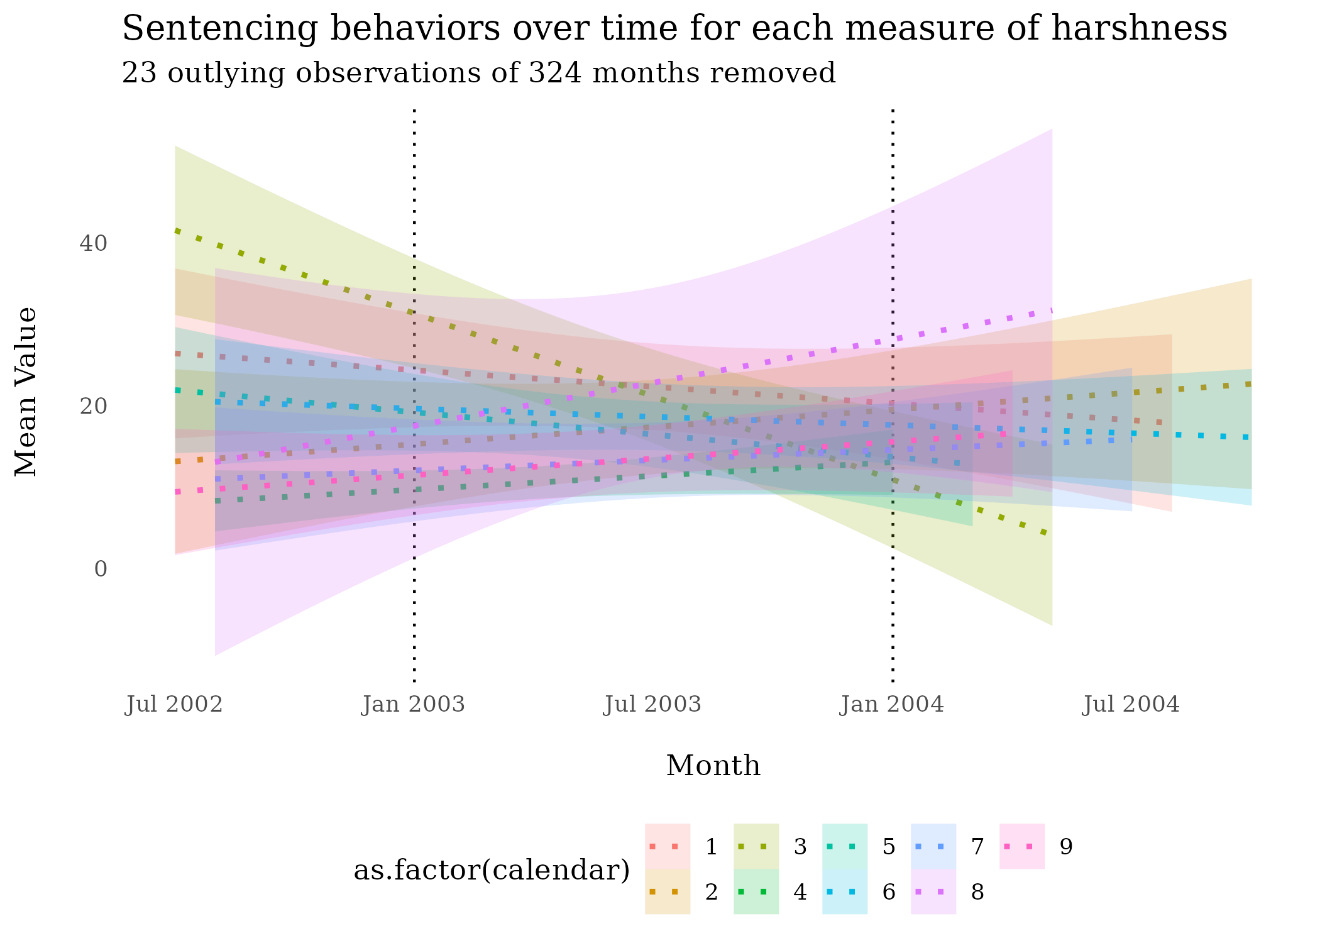 Sentencing behaviors over time for each measure of harshness
23 outlying observations of 324 months removed
Mean Value
40
20
0
Jul 2002 Jan 2003 Jul 2003 Jan 2004 Jul 2004
Month
as.factor(calendar)
1 3 5 7 9
2 4 6 8